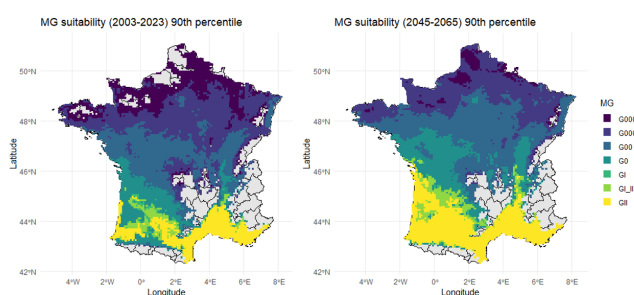 MG suitability (2003-2023) 90th percentile
MG suitability (2045-2065) 90th percentile
50°N
48°N
46°N
44°N
42°N
Latitude
4°W 2°W 0° 2°E 4°E 6°E 8°E
Longitude
50°N
48°N
46°N
44°N
42°N
Latitude
4°W 2°W 0° 2°E 4°E 6°E 8°E
Longitude
MG
G000
G00
G0
GI
GI_II
GII